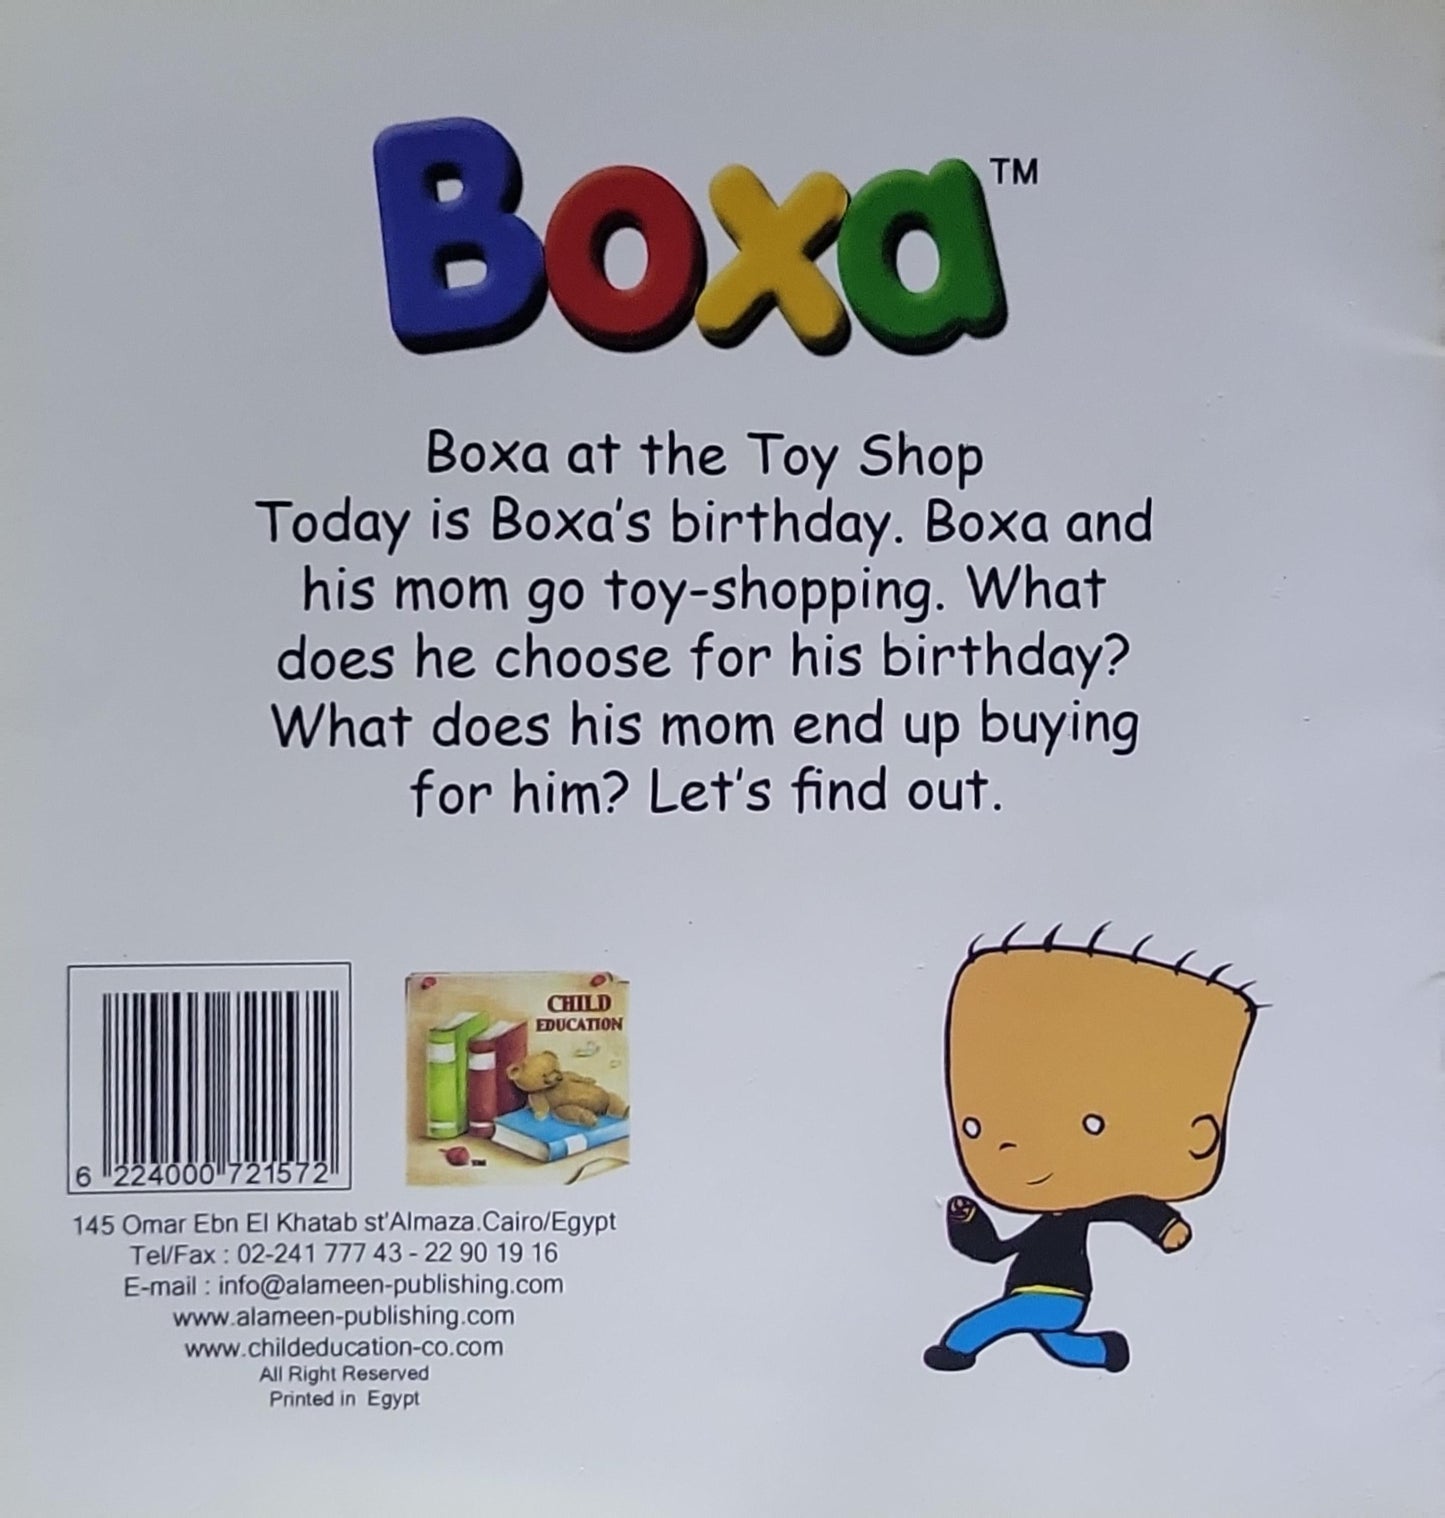 Boxa™
Boxa at the Toy Shop
Today is Boxa's birthday. Boxa and
his mom go toy-shopping. What
does he choose for his birthday?
What does his mom end up buying
for him? Let's find out.
CHILD
EDUCATION
TM
6 224000 721572
145 Omar Ebn El Khatab st'Almaza.Cairo/Egypt
Tel/Fax : 02-241 777 43 - 22 90 19 16
E-mail : info@alameen-publishing.com
www.alameen-publishing.com
www.childeducation-co.com
All Right Reserved
Printed in Egypt